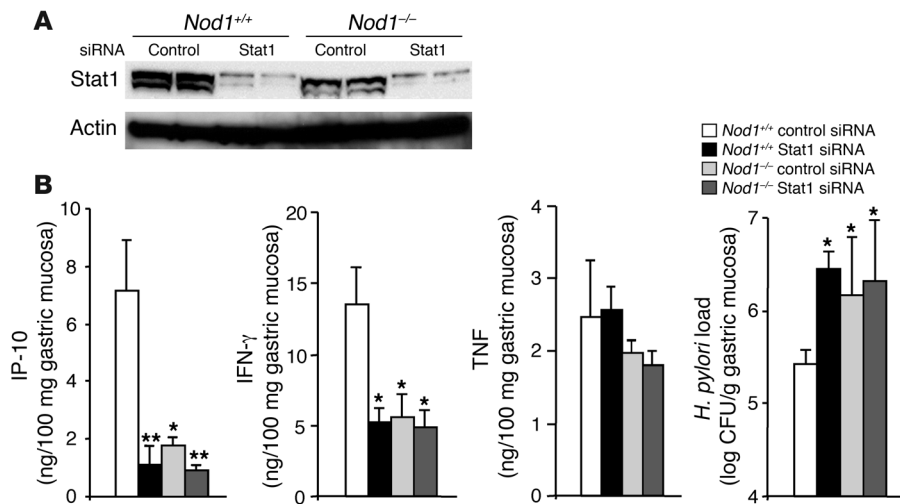 A
Nod1+/+ Nod1–/–
siRNA Control Stat1 Control Stat1
Stat1
Actin
Nod1+/+ control siRNA
Nod1+/+ Stat1 siRNA
Nod1–/– control siRNA
Nod1–/– Stat1 siRNA
B
IP-10
(ng/100 mg gastric mucosa)
10
8
6
4
2
0
**
*
**
IFN-γ
(ng/100 mg gastric mucosa)
20
15
10
5
0
*
*
*
TNF
(ng/100 mg gastric mucosa)
4
3
2
1
0
H. pylori load
(log CFU/g gastric mucosa)
7
6
5
4
*
*
*